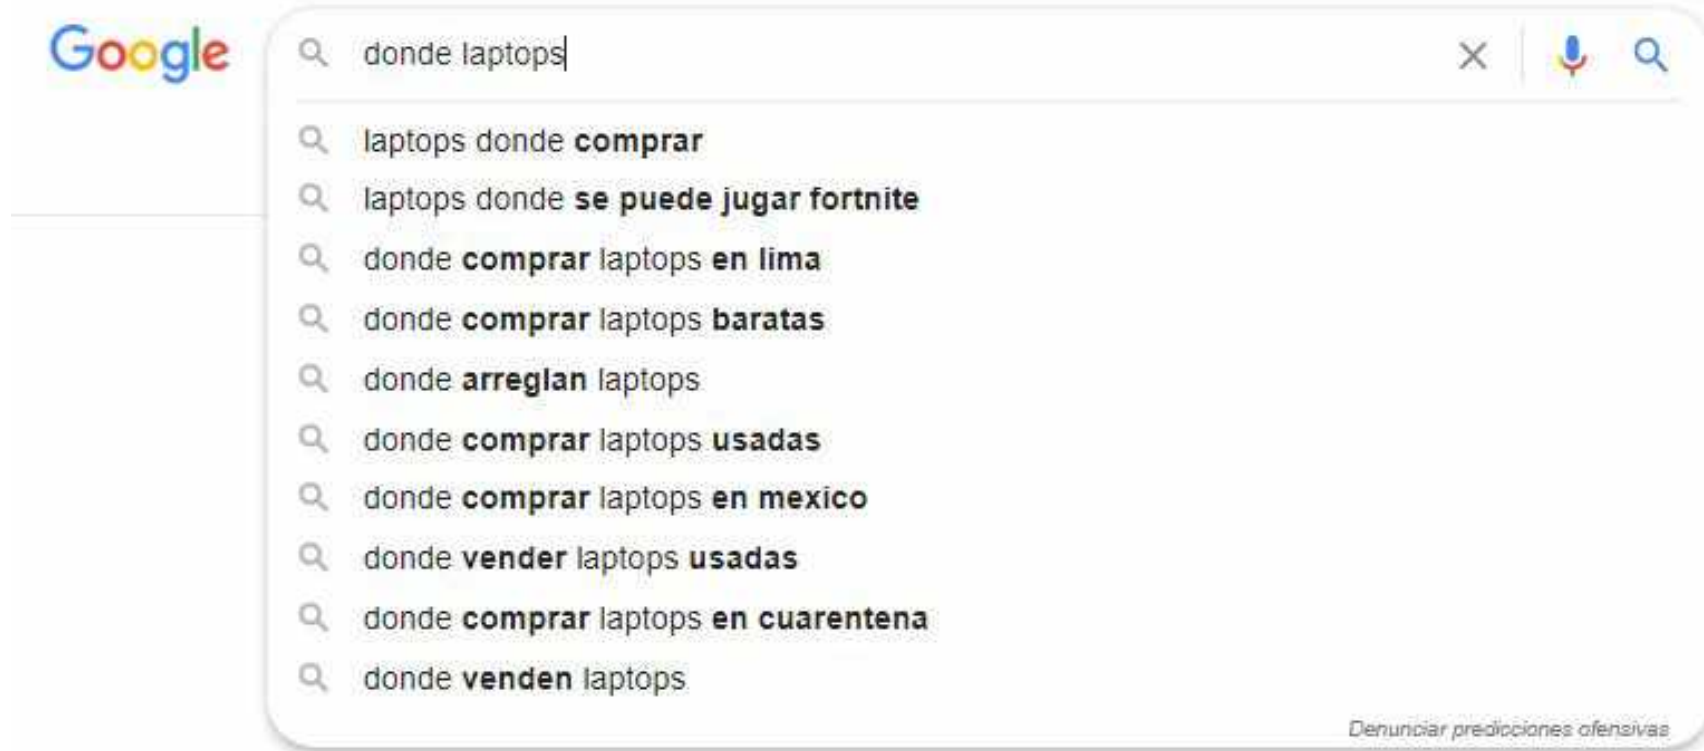 Google
donde laptops
laptops donde comprar
laptops donde se puede jugar fortnite
donde comprar laptops en lima
donde comprar laptops baratas
donde arreglan laptops
donde comprar laptops usadas
donde comprar laptops en mexico
donde vender laptops usadas
donde comprar laptops en cuarentena
donde venden laptops
Denunciar predicciones ofensivas